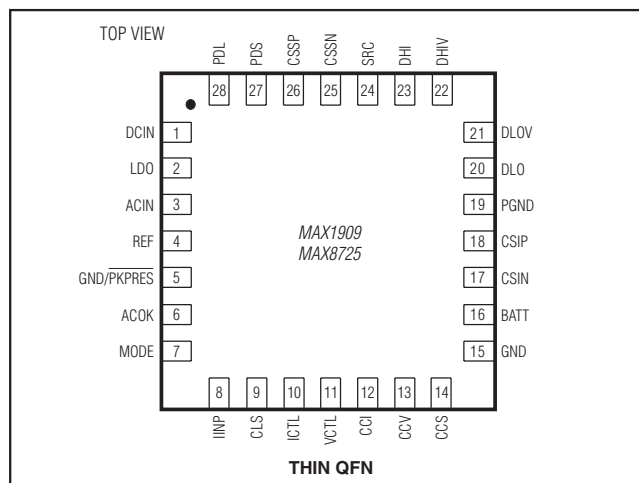 TOP VIEW
PDL
PDS
CSSP
CSSN
SRC
DHI
DHIV
28
27
26
25
24
23
22
DCIN 1
LDO 2
ACIN 3
REF 4
GND/PKPRES 5
ACOK 6
MODE 7
MAX1909
MAX8725
21 DLOV
20 DLO
19 PGND
18 CSIP
17 CSIN
16 BATT
15 GND
8
9
10
11
12
13
14
IINP
CLS
ICTL
VCTL
CCI
CCV
CCS
THIN QFN